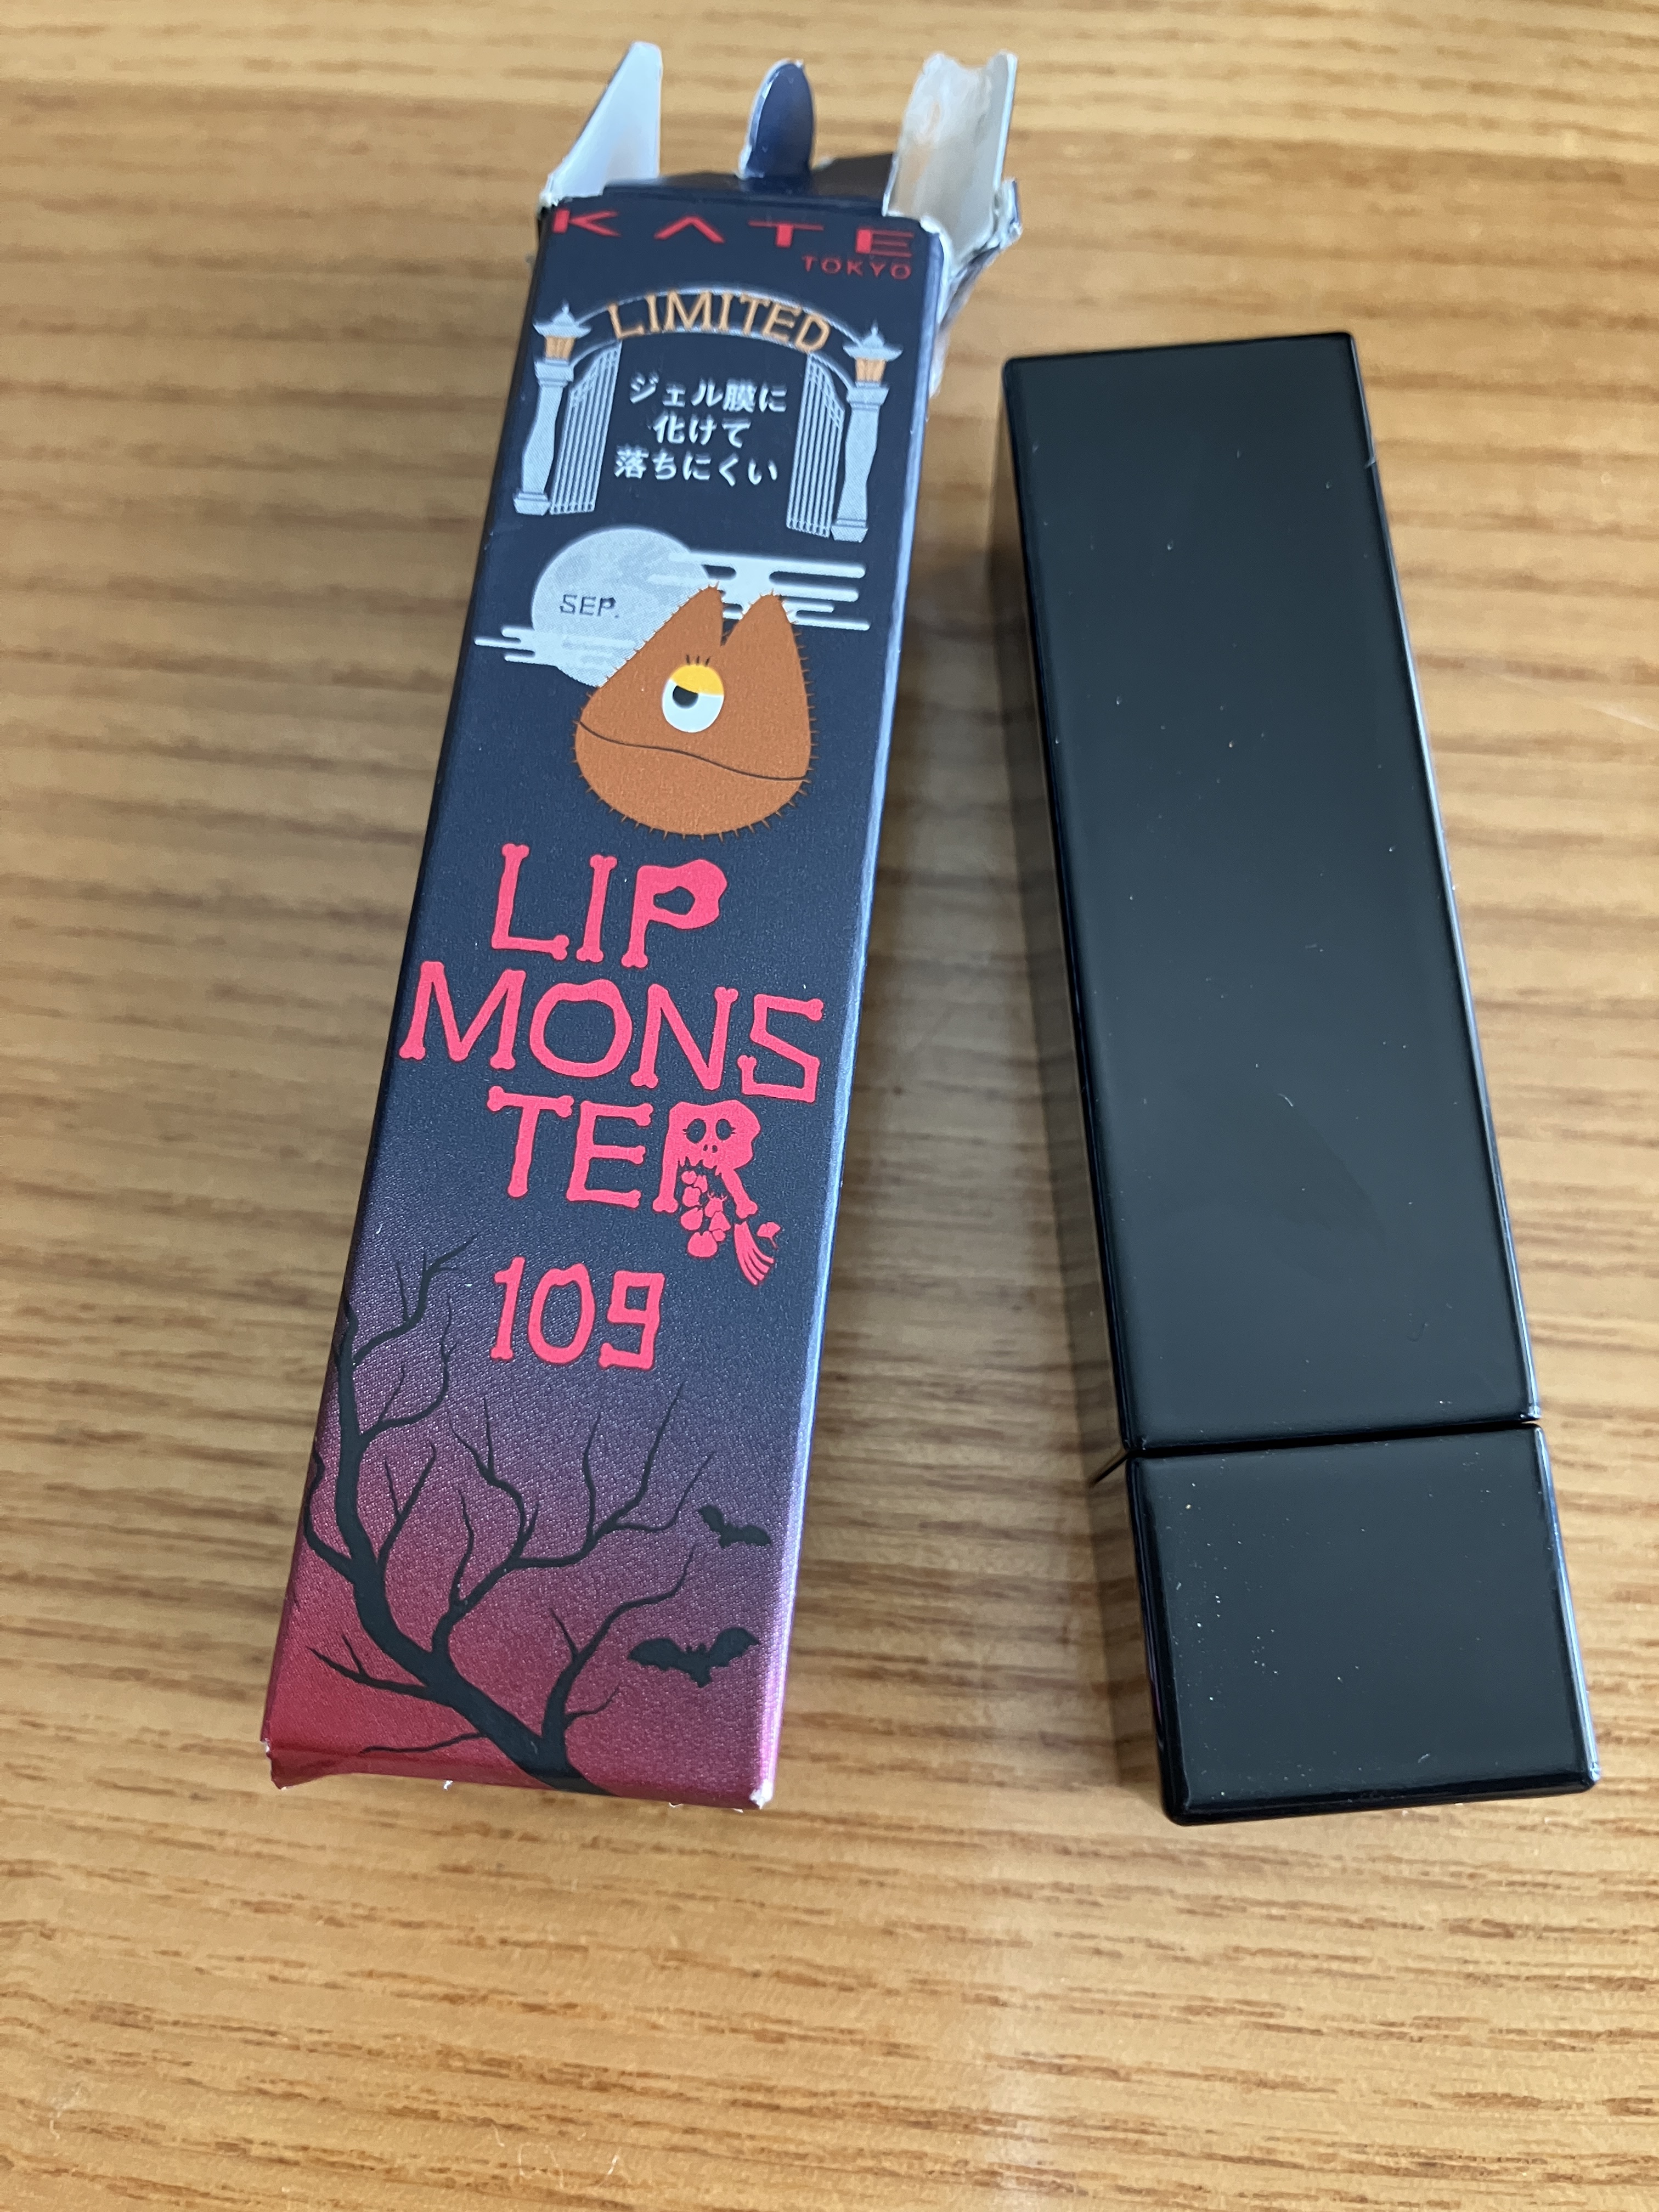 KATE
TOKYO
LIMITED
ジェル膜に
化けて
落ちにくい
SEP.
LIP
MONS
TER
109